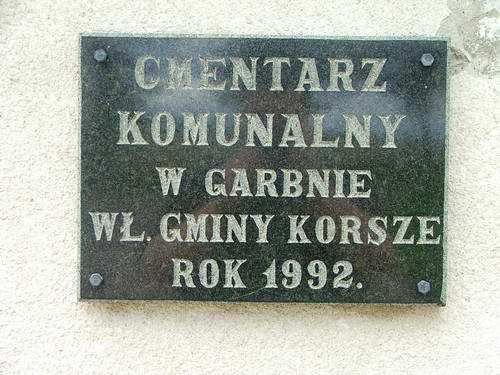 CMENTARZ
KOMUNALNY
W GARBNIE
WŁ. GMINY KORSZE
ROK 1992.